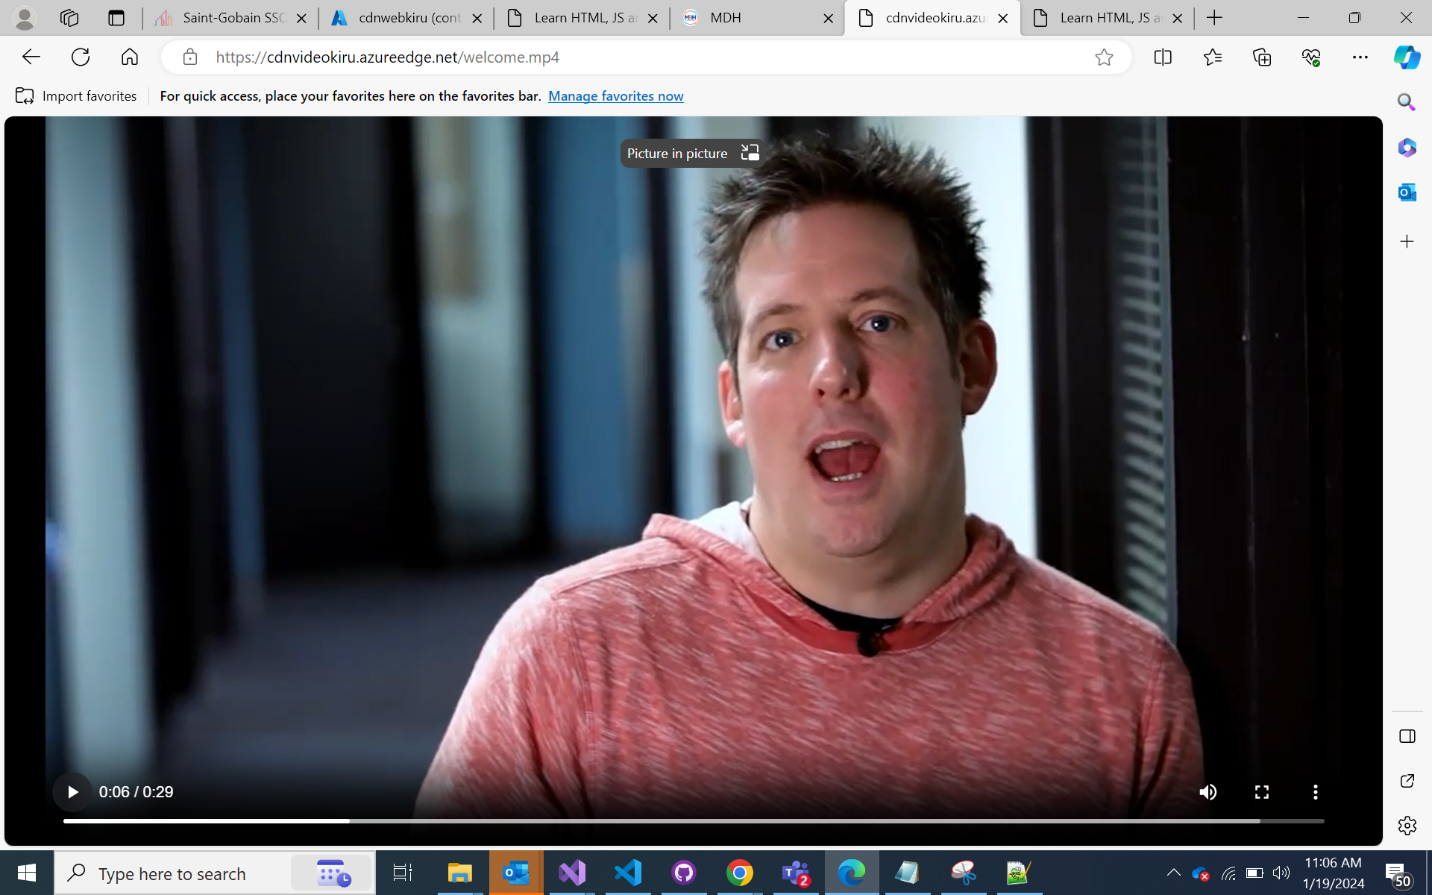 Saint-Gobain SSC
cdnwebkiru (cont
Learn HTML, JS a
MDH
cdnvideokiru.azu
Learn HTML, JS a
https://cdnvideokiru.azureedge.net/welcome.mp4
Import favorites
For quick access, place your favorites here on the favorites bar. Manage favorites now
Picture in picture
0:06 / 0:29
Type here to search
2
11:06 AM
1/19/2024
50